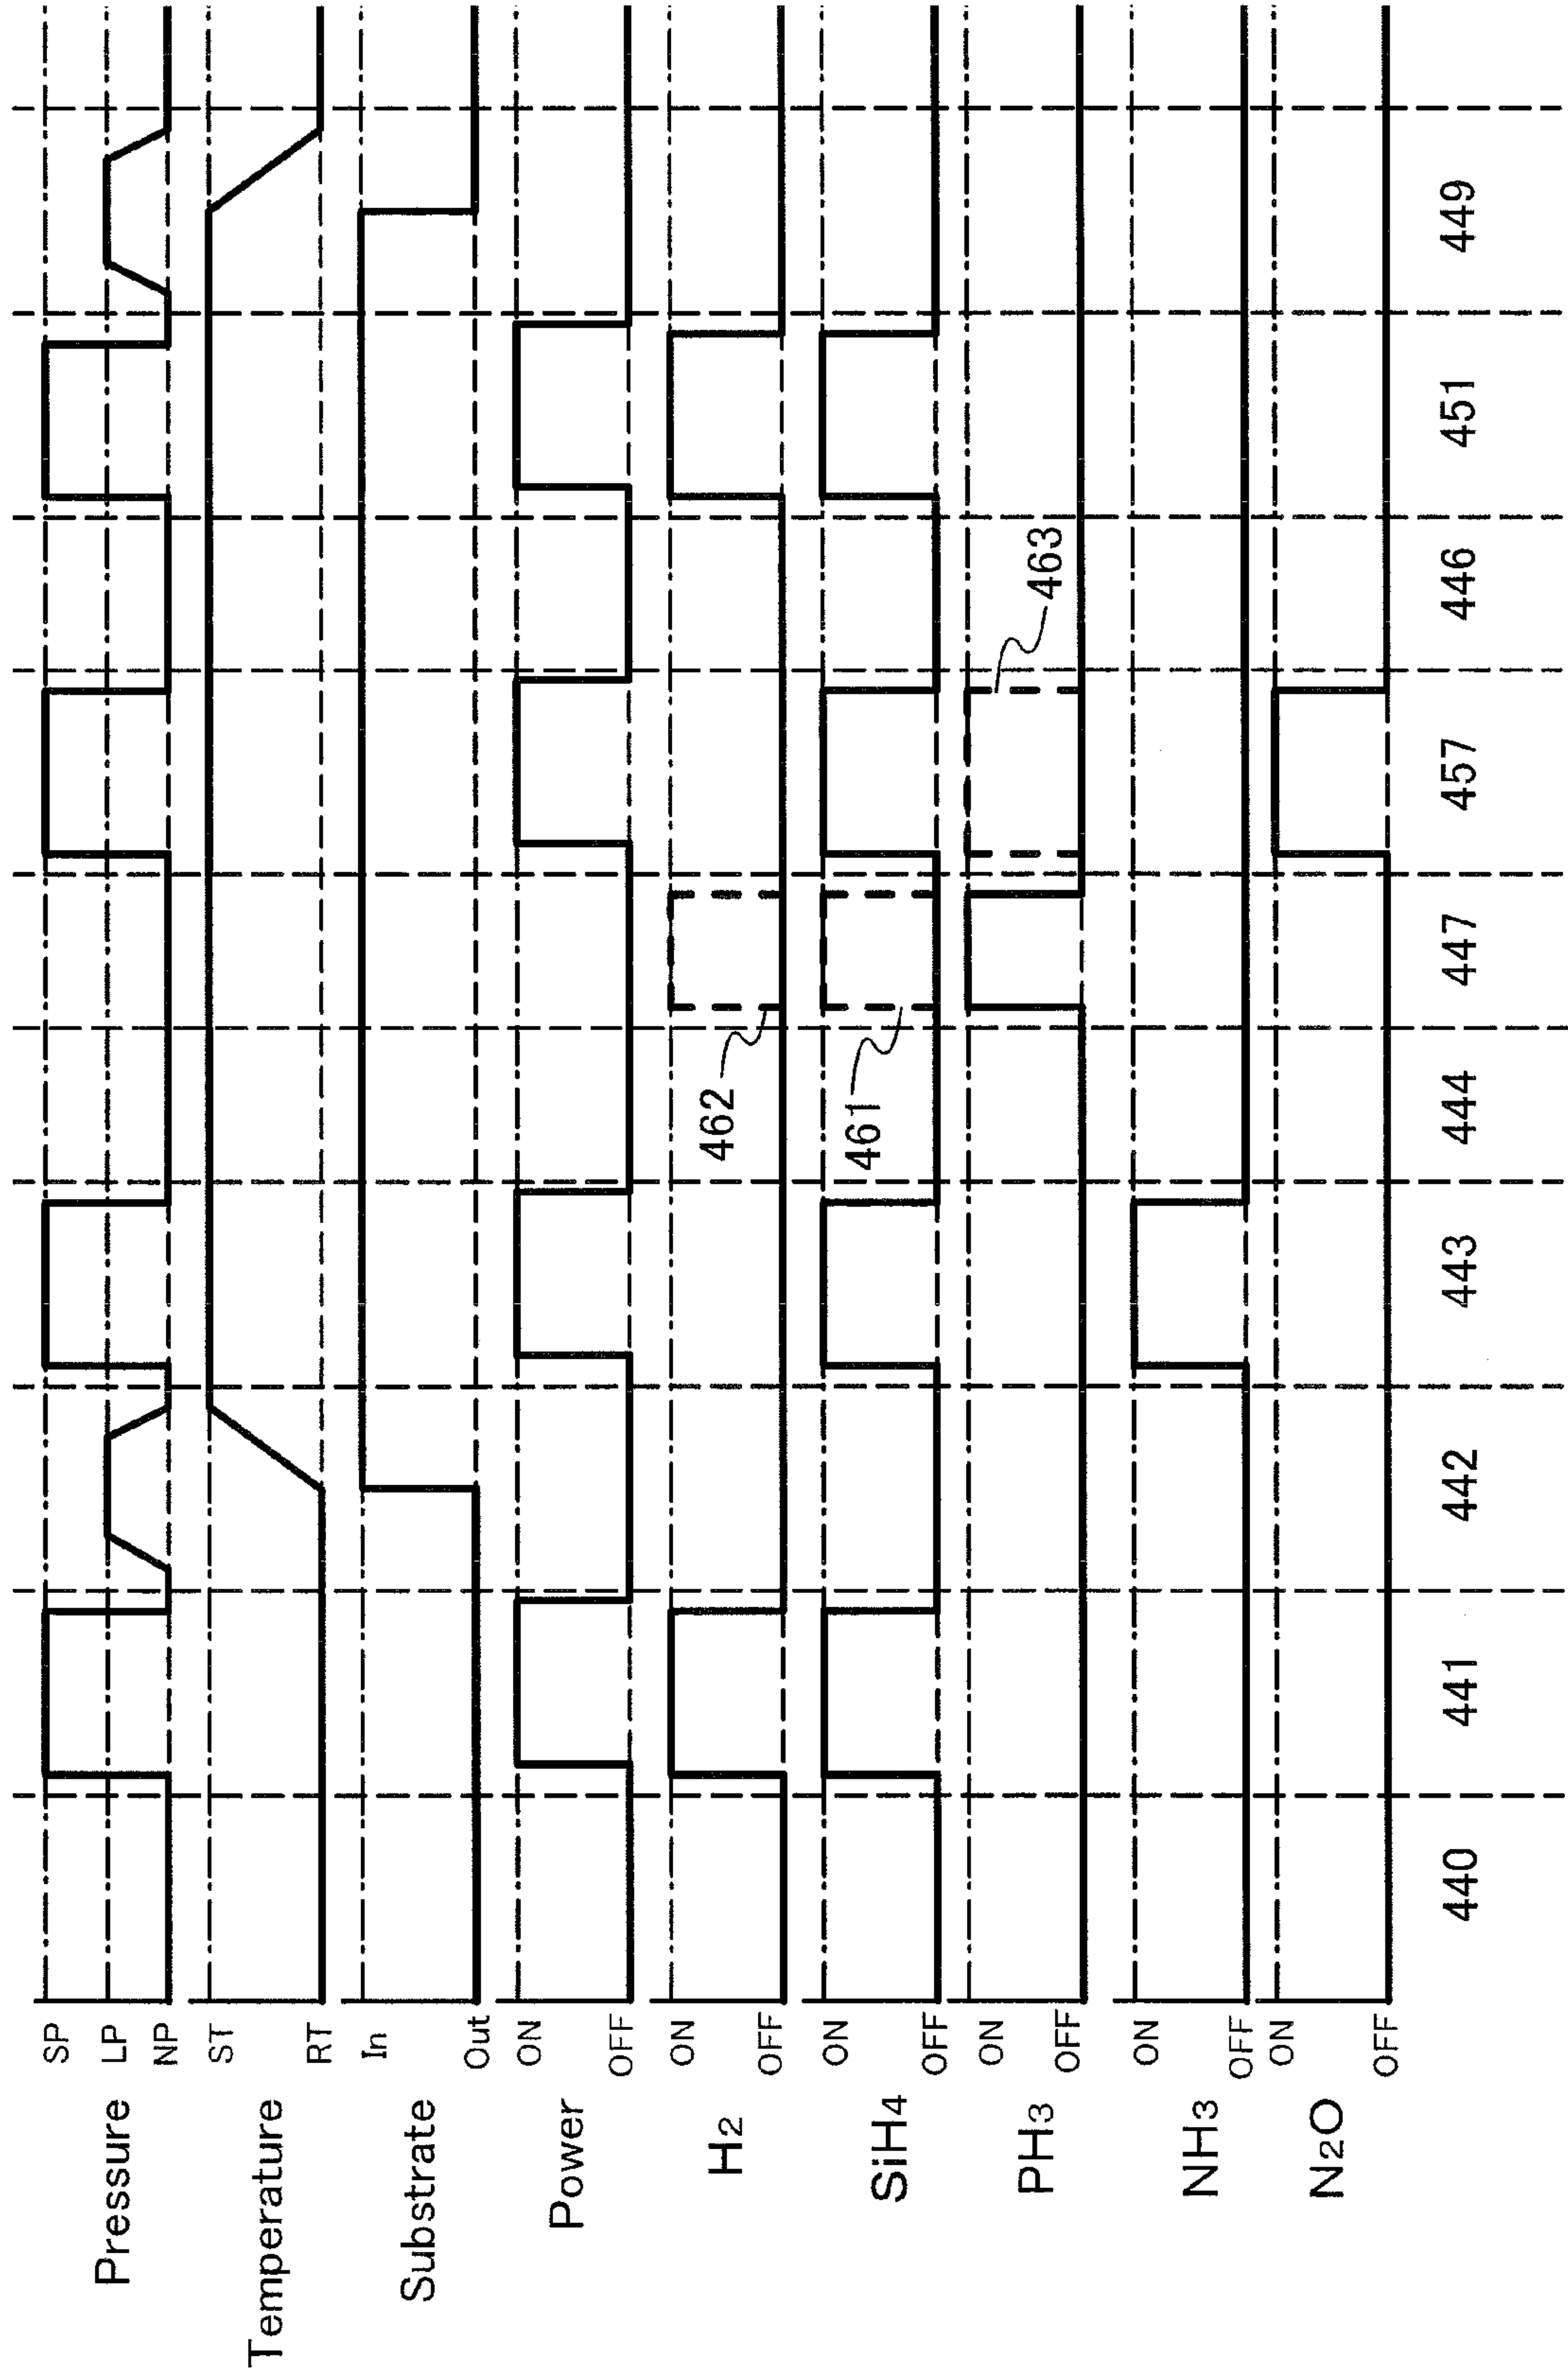 Pressure
SP
LP
NP
Temperature
ST
RT
Substrate
In
Out
Power
ON
OFF
H2
ON
OFF
462
SiH4
ON
OFF
461
PH3
ON
OFF
463
NH3
ON
OFF
N2O
ON
OFF
440 441 442 443 444 447 457 446 451 449